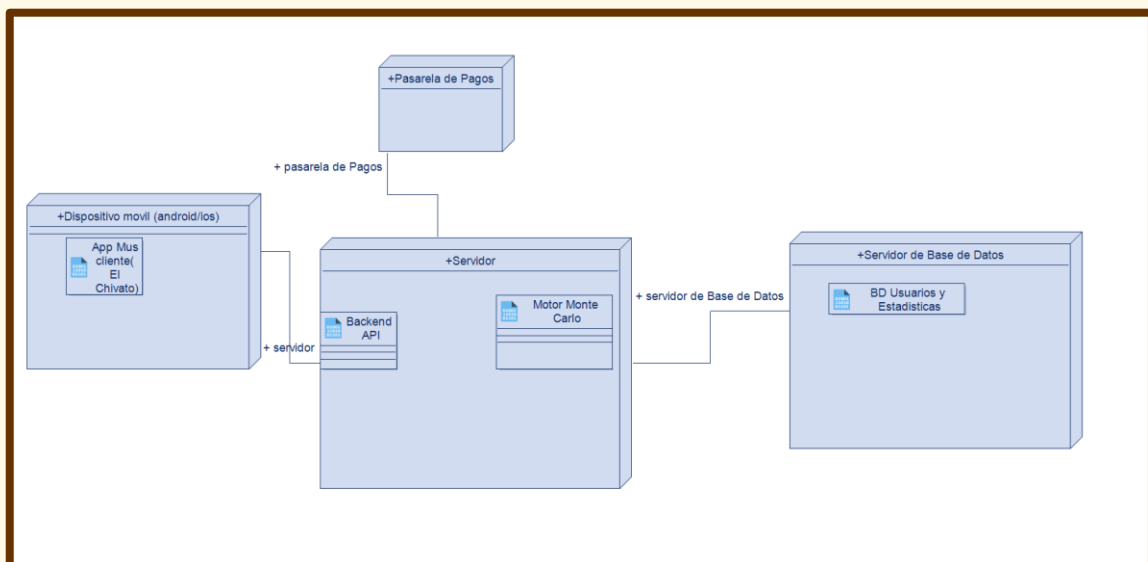 +Pasarela de Pagos
+ pasarela de Pagos
+Dispositivo movil (android/ios)
App Mus
cliente(
El
Chivato)
+ servidor
+Servidor
Backend
API
Motor Monte
Carlo
+ servidor de Base de Datos
+Servidor de Base de Datos
BD Usuarios y
Estadisticas